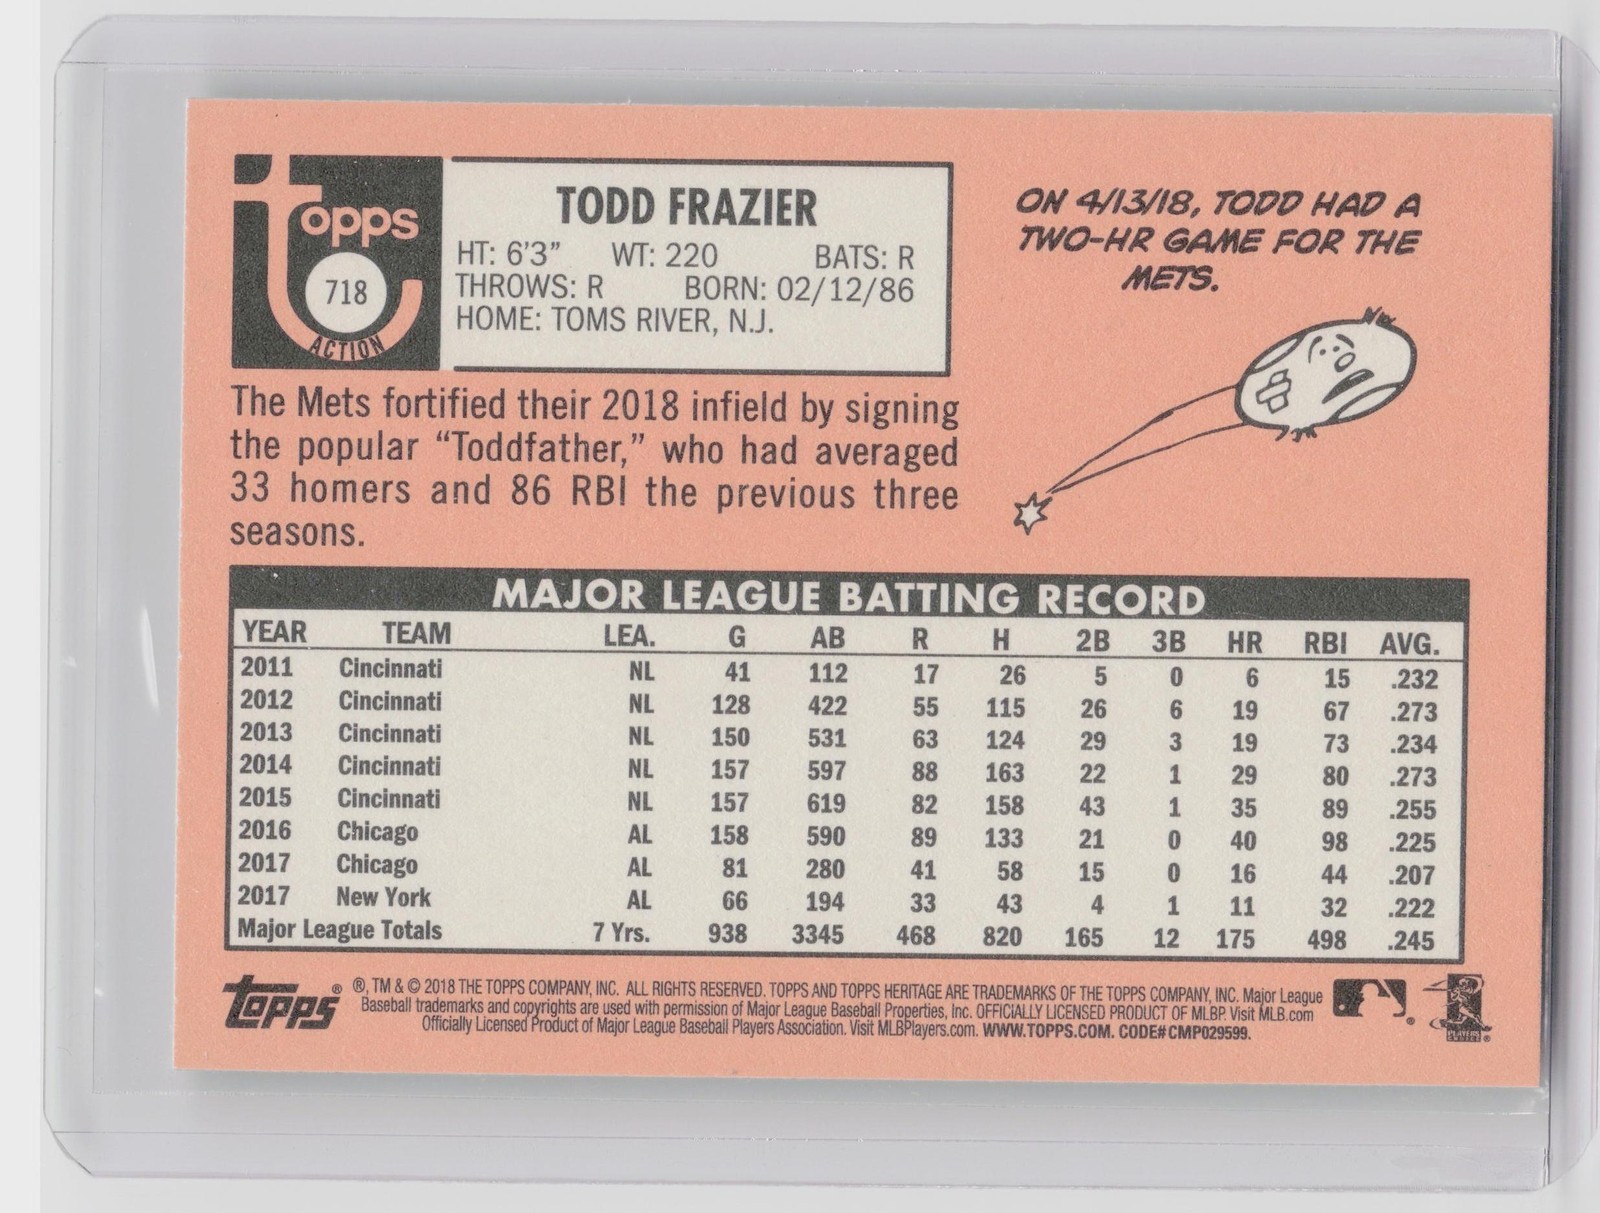 topps
718
ACTION
TODD FRAZIER
HT: 6'3" WT: 220 BATS: R
THROWS: R BORN: 02/12/86
HOME: TOMS RIVER, N.J.
ON 4/13/18, TODD HAD A
TWO-HR GAME FOR THE
METS.
The Mets fortified their 2018 infield by signing
the popular “Toddfather,” who had averaged
33 homers and 86 RBI the previous three
seasons.
MAJOR LEAGUE BATTING RECORD
YEAR TEAM LEA. G AB R H 2B 3B HR RBI AVG.
2011 Cincinnati NL 41 112 17 26 5 0 6 15 .232
2012 Cincinnati NL 128 422 55 115 26 6 19 67 .273
2013 Cincinnati NL 150 531 63 124 29 3 19 73 .234
2014 Cincinnati NL 157 597 88 163 22 1 29 80 .273
2015 Cincinnati NL 157 619 82 158 43 1 35 89 .255
2016 Chicago AL 158 590 89 133 21 0 40 98 .225
2017 Chicago AL 81 280 41 58 15 0 16 44 .207
2017 New York AL 66 194 33 43 4 1 11 32 .222
Major League Totals 7 Yrs. 938 3345 468 820 165 12 175 498 .245
topps® ®, TM & © 2018 THE TOPPS COMPANY, INC. ALL RIGHTS RESERVED. TOPPS AND TOPPS HERITAGE ARE TRADEMARKS OF THE TOPPS COMPANY, INC. Major League
Baseball trademarks and copyrights are used with permission of Major League Baseball Properties, Inc. OFFICIALLY LICENSED PRODUCT OF MLBP. Visit MLB.com
Officially Licensed Product of Major League Baseball Players Association. Visit MLBPlayers.com. WWW.TOPPS.COM. CODE#CMP029599.
PLAYERS
CHOICE